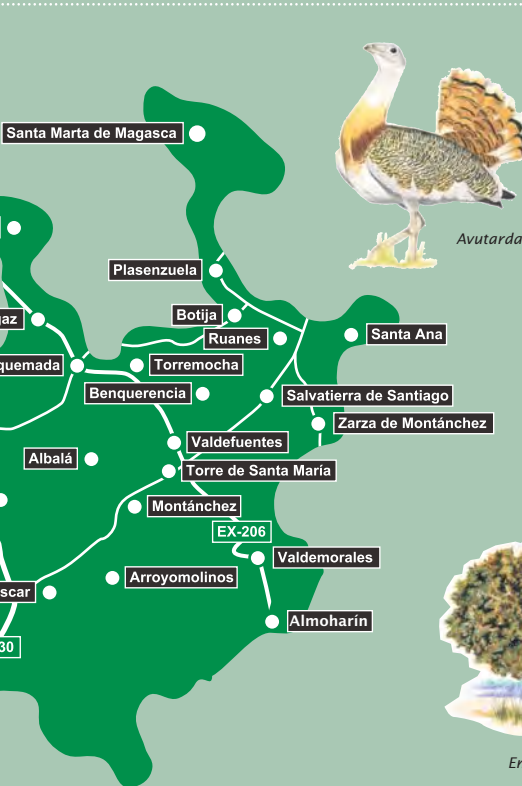 Santa Marta de Magasca
Avutarda
Plasenzuela
Botija
Ruanes
Santa Ana
Torremocha
Benquerencia
Salvatierra de Santiago
Zarza de Montánchez
Valdefuentes
Albalá
Torre de Santa María
Montánchez
EX-206
Valdemorales
Arroyomolinos
Almoharín